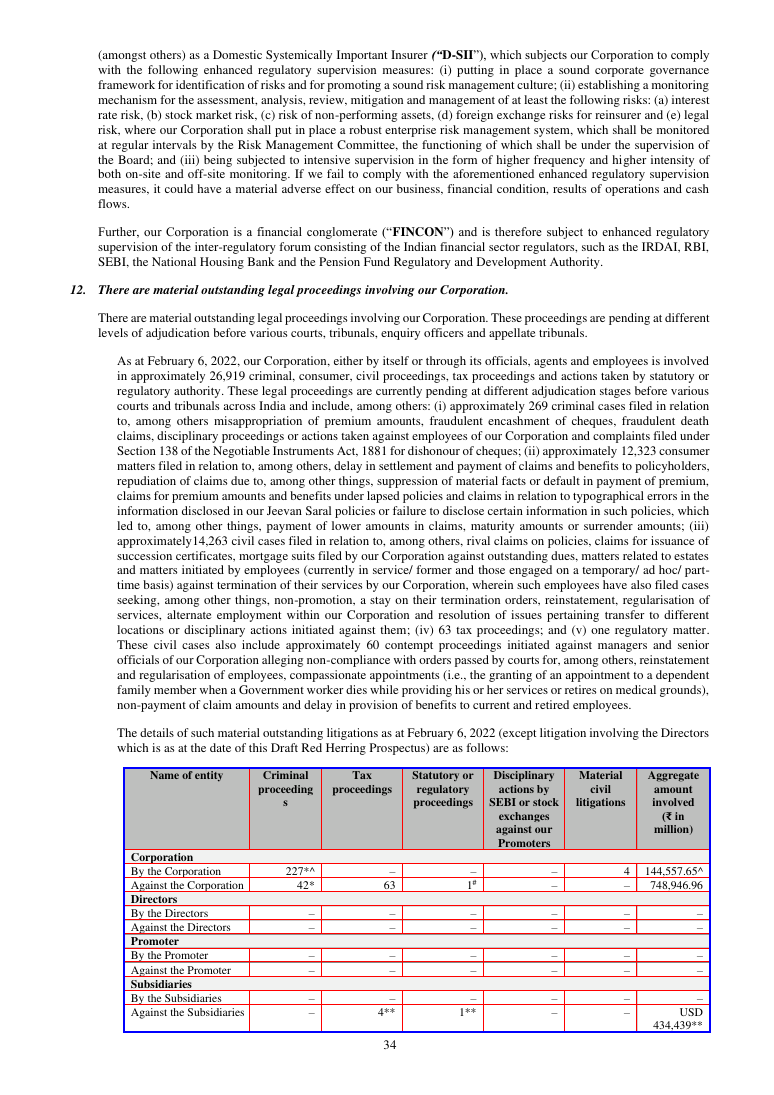 (amongst others) as a Domestic Systemically Important Insurer (“D-SII”), which subjects our Corporation to comply
with the following enhanced regulatory supervision measures: (i) putting in place a sound corporate governance
framework for identification of risks and for promoting a sound risk management culture; (ii) establishing a monitoring
mechanism for the assessment, analysis, review, mitigation and management of at least the following risks: (a) interest
rate risk, (b) stock market risk, (c) risk of non-performing assets, (d) foreign exchange risks for reinsurer and (e) legal
risk, where our Corporation shall put in place a robust enterprise risk management system, which shall be monitored
at regular intervals by the Risk Management Committee, the functioning of which shall be under the supervision of
the Board; and (iii) being subjected to intensive supervision in the form of higher frequency and higher intensity of
both on-site and off-site monitoring. If we fail to comply with the aforementioned enhanced regulatory supervision
measures, it could have a material adverse effect on our business, financial condition, results of operations and cash
flows.
Further, our Corporation is a financial conglomerate (“FINCON”) and is therefore subject to enhanced regulatory
supervision of the inter-regulatory forum consisting of the Indian financial sector regulators, such as the IRDAI, RBI,
SEBI, the National Housing Bank and the Pension Fund Regulatory and Development Authority.
12. There are material outstanding legal proceedings involving our Corporation.
There are material outstanding legal proceedings involving our Corporation. These proceedings are pending at different
levels of adjudication before various courts, tribunals, enquiry officers and appellate tribunals.
As at February 6, 2022, our Corporation, either by itself or through its officials, agents and employees is involved
in approximately 26,919 criminal, consumer, civil proceedings, tax proceedings and actions taken by statutory or
regulatory authority. These legal proceedings are currently pending at different adjudication stages before various
courts and tribunals across India and include, among others: (i) approximately 269 criminal cases filed in relation
to, among others misappropriation of premium amounts, fraudulent encashment of cheques, fraudulent death
claims, disciplinary proceedings or actions taken against employees of our Corporation and complaints filed under
Section 138 of the Negotiable Instruments Act, 1881 for dishonour of cheques; (ii) approximately 12,323 consumer
matters filed in relation to, among others, delay in settlement and payment of claims and benefits to policyholders,
repudiation of claims due to, among other things, suppression of material facts or default in payment of premium,
claims for premium amounts and benefits under lapsed policies and claims in relation to typographical errors in the
information disclosed in our Jeevan Saral policies or failure to disclose certain information in such policies, which
led to, among other things, payment of lower amounts in claims, maturity amounts or surrender amounts; (iii)
approximately14,263 civil cases filed in relation to, among others, rival claims on policies, claims for issuance of
succession certificates, mortgage suits filed by our Corporation against outstanding dues, matters related to estates
and matters initiated by employees (currently in service/ former and those engaged on a temporary/ ad hoc/ part-
time basis) against termination of their services by our Corporation, wherein such employees have also filed cases
seeking, among other things, non-promotion, a stay on their termination orders, reinstatement, regularisation of
services, alternate employment within our Corporation and resolution of issues pertaining transfer to different
locations or disciplinary actions initiated against them; (iv) 63 tax proceedings; and (v) one regulatory matter.
These civil cases also include approximately 60 contempt proceedings initiated against managers and senior
officials of our Corporation alleging non-compliance with orders passed by courts for, among others, reinstatement
and regularisation of employees, compassionate appointments (i.e., the granting of an appointment to a dependent
family member when a Government worker dies while providing his or her services or retires on medical grounds),
non-payment of claim amounts and delay in provision of benefits to current and retired employees.
The details of such material outstanding litigations as at February 6, 2022 (except litigation involving the Directors
which is as at the date of this Draft Red Herring Prospectus) are as follows:
Name of entity Criminal Tax Statutory or Disciplinary Material Aggregate
proceeding proceedings regulatory actions by civil amount
s proceedings SEBI or stock litigations involved
exchanges (₹ in
against our million)
Promoters
Corporation
By the Corporation 227*^ – – – 4 144,557.65^
Against the Corporation 42* 63 1# – – 748,946.96
Directors
By the Directors – – – – – –
Against the Directors – – – – – –
Promoter
By the Promoter – – – – – –
Against the Promoter – – – – – –
Subsidiaries
By the Subsidiaries – – – – – –
Against the Subsidiaries – 4** 1** – – USD
434,439**
34